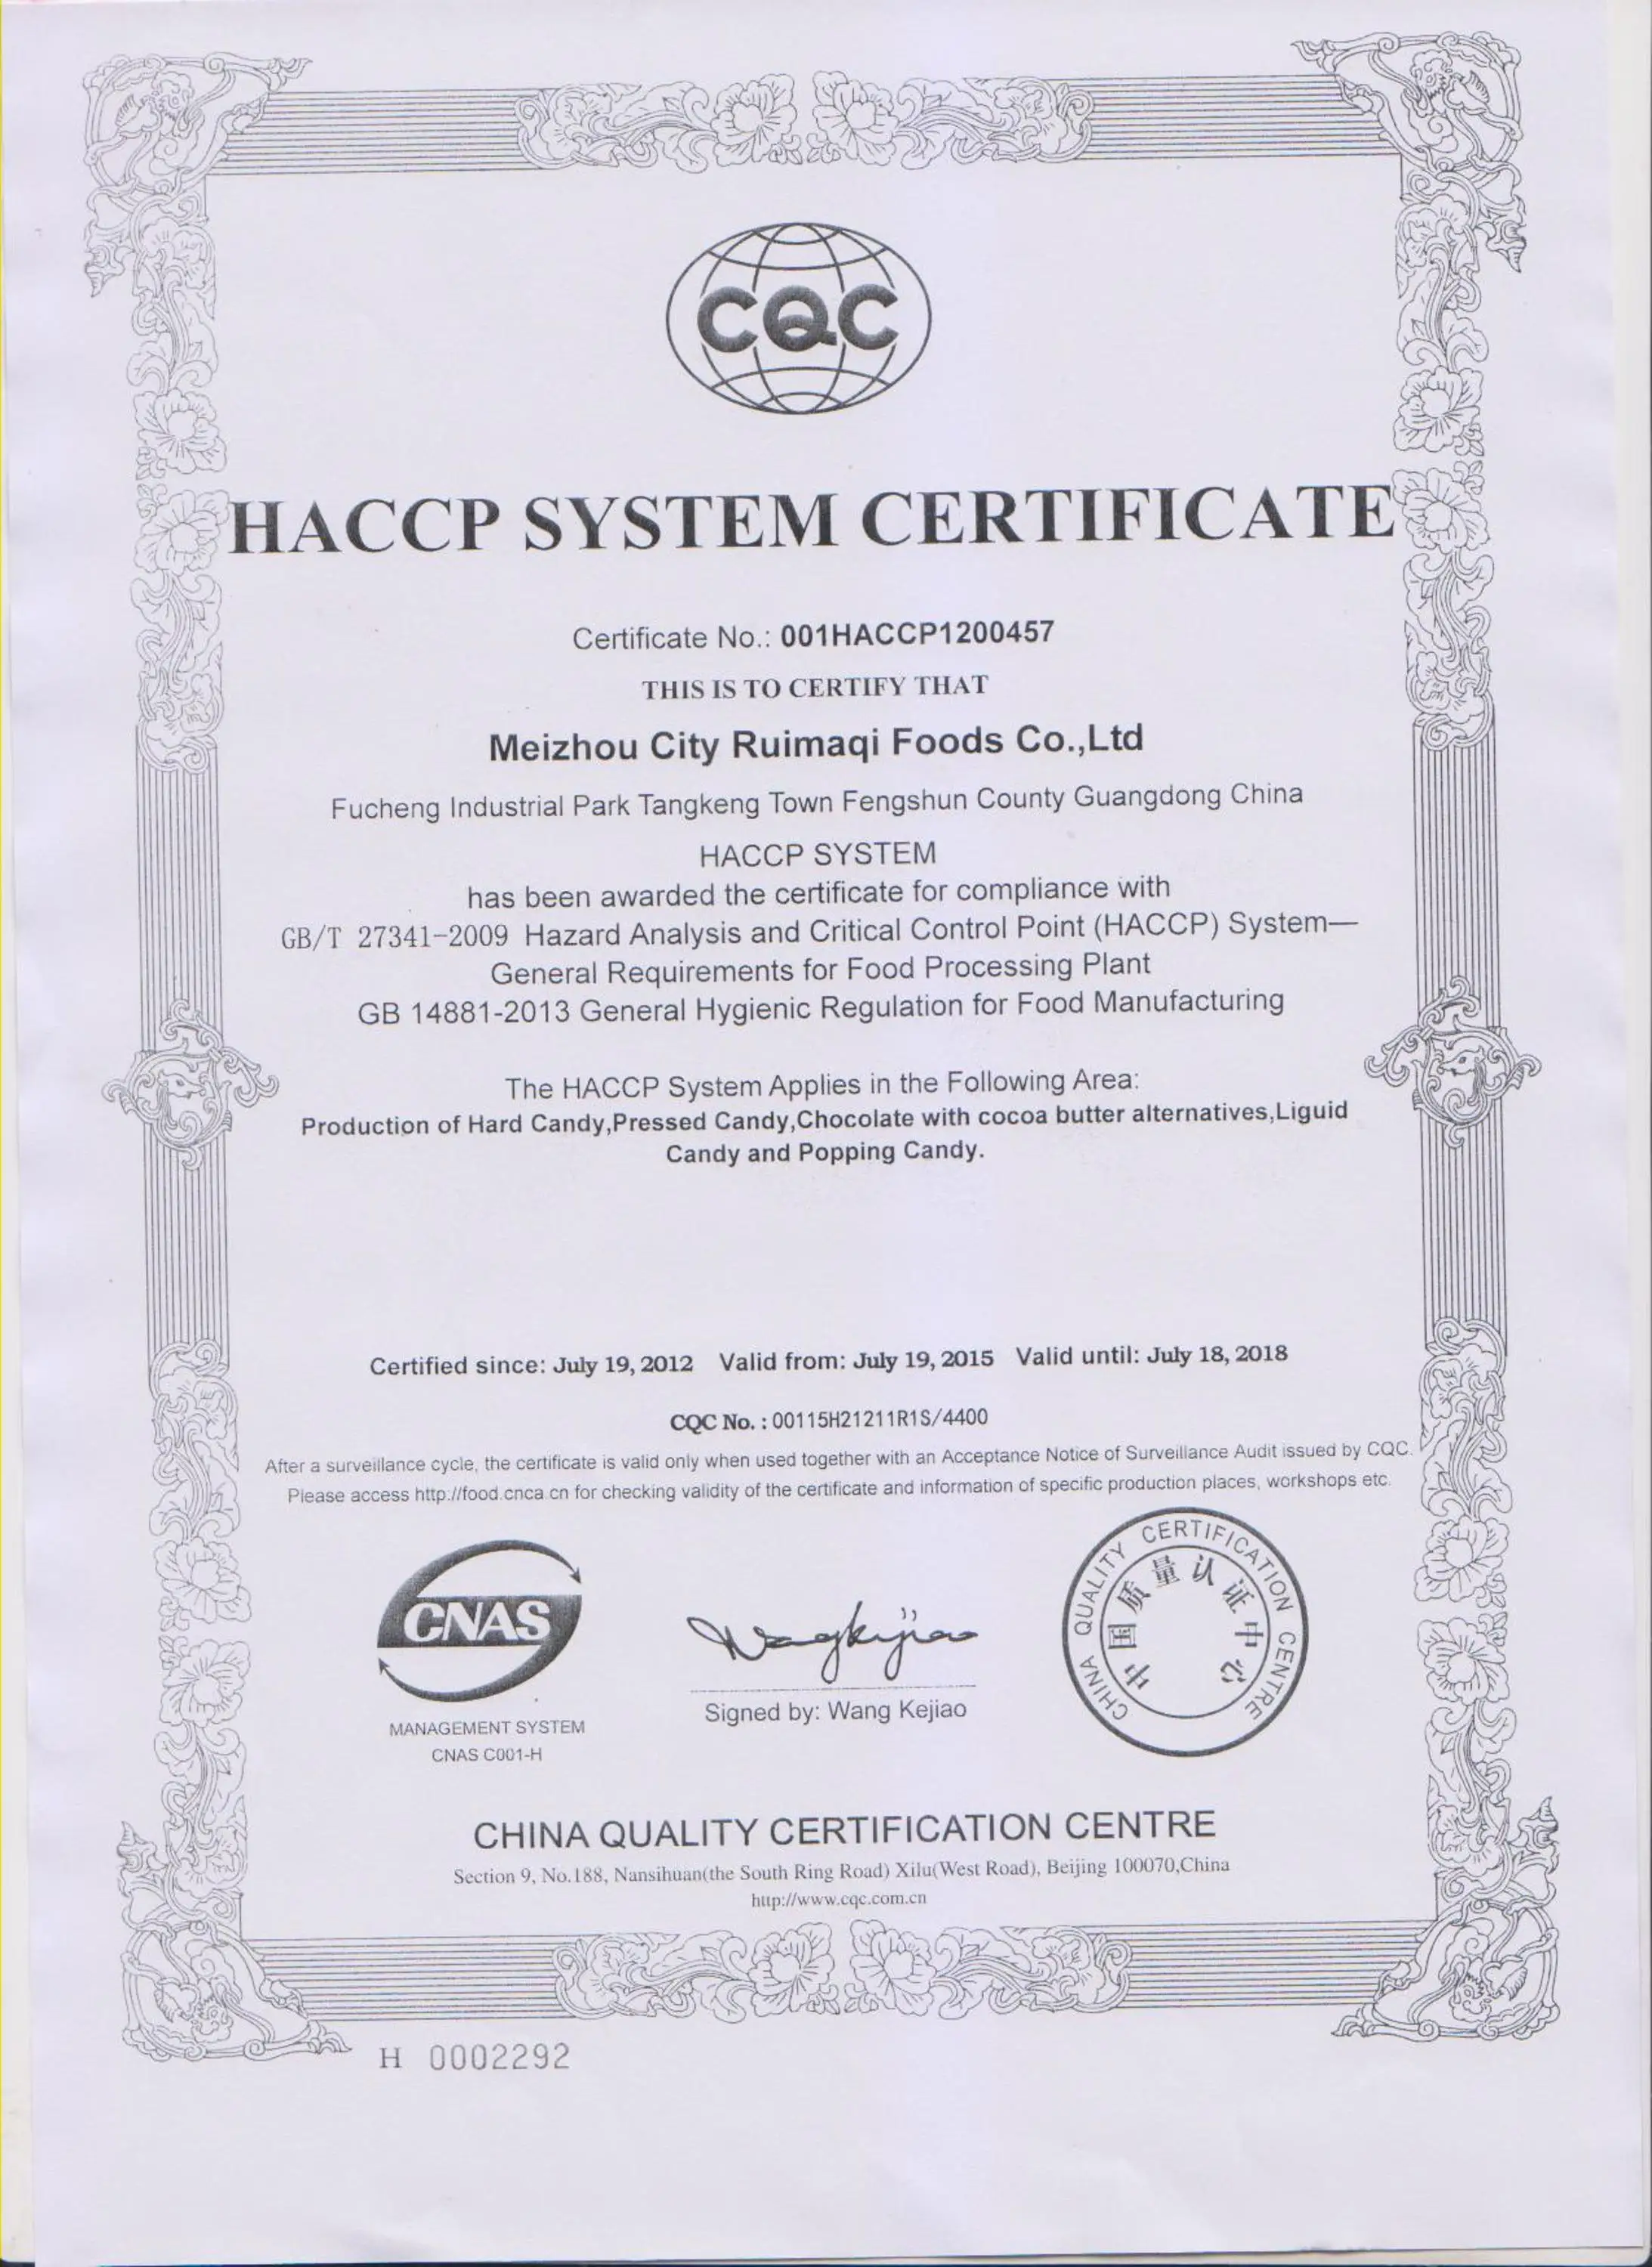 CQC
HACCP SYSTEM CERTIFICATE
Certificate No.: 001HACCP1200457
THIS IS TO CERTIFY THAT
Meizhou City Ruimaqi Foods Co.,Ltd
Fucheng Industrial Park Tangkeng Town Fengshun County Guangdong China
HACCP SYSTEM
has been awarded the certificate for compliance with
GB/T 27341-2009 Hazard Analysis and Critical Control Point (HACCP) System—
General Requirements for Food Processing Plant
GB 14881-2013 General Hygienic Regulation for Food Manufacturing
The HACCP System Applies in the Following Area:
Production of Hard Candy,Pressed Candy,Chocolate with cocoa butter alternatives,Liguid
Candy and Popping Candy.
Certified since: July 19, 2012 Valid from: July 19, 2015 Valid until: July 18, 2018
CQC No. : 00115H21211R1S/4400
After a surveillance cycle, the certificate is valid only when used together with an Acceptance Notice of Surveillance Audit issued by CQC.
Please access http://food.cnca.cn for checking validity of the certificate and information of specific production places, workshops etc.
CNAS
MANAGEMENT SYSTEM
CNAS C001-H
Wangkejiao
Signed by: Wang Kejiao
CHINA QUALITY CERTIFICATION CENTRE
中国质量认证中心
CHINA QUALITY CERTIFICATION CENTRE
Section 9, No.188, Nansihuan(the South Ring Road) Xilu(West Road), Beijing 100070,China
http://www.cqc.com.cn
H 0002292